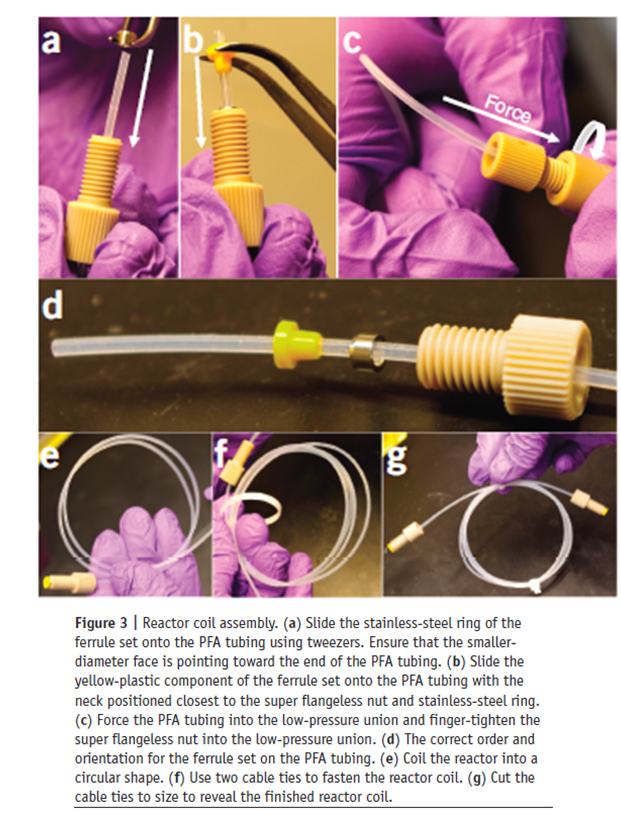 a
b
c
Force
d
e
f
g
Figure 3 | Reactor coil assembly. (a) Slide the stainless-steel ring of the
ferrule set onto the PFA tubing using tweezers. Ensure that the smaller-
diameter face is pointing toward the end of the PFA tubing. (b) Slide the
yellow-plastic component of the ferrule set onto the PFA tubing with the
neck positioned closest to the super flangeless nut and stainless-steel ring.
(c) Force the PFA tubing into the low-pressure union and finger-tighten the
super flangeless nut into the low-pressure union. (d) The correct order and
orientation for the ferrule set on the PFA tubing. (e) Coil the reactor into a
circular shape. (f) Use two cable ties to fasten the reactor coil. (g) Cut the
cable ties to size to reveal the finished reactor coil.